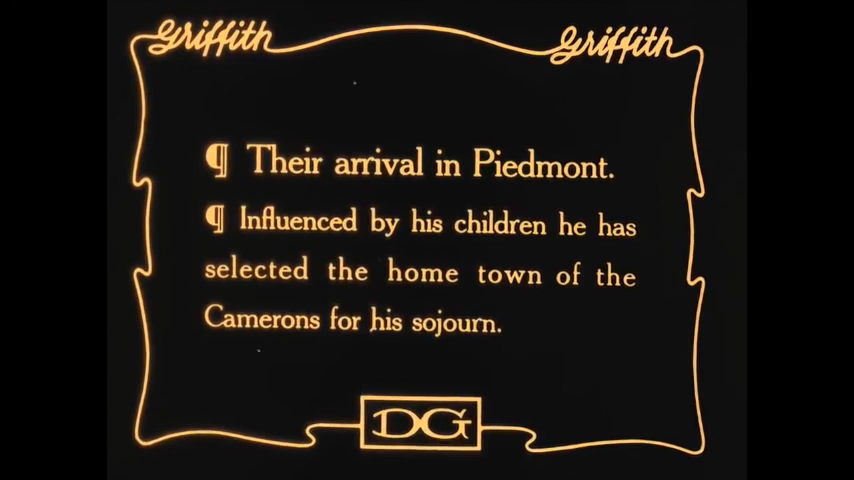 Griffith Griffith
¶ Their arrival in Piedmont.
¶ Influenced by his children he has
selected the home town of the
Camerons for his sojourn.
DG